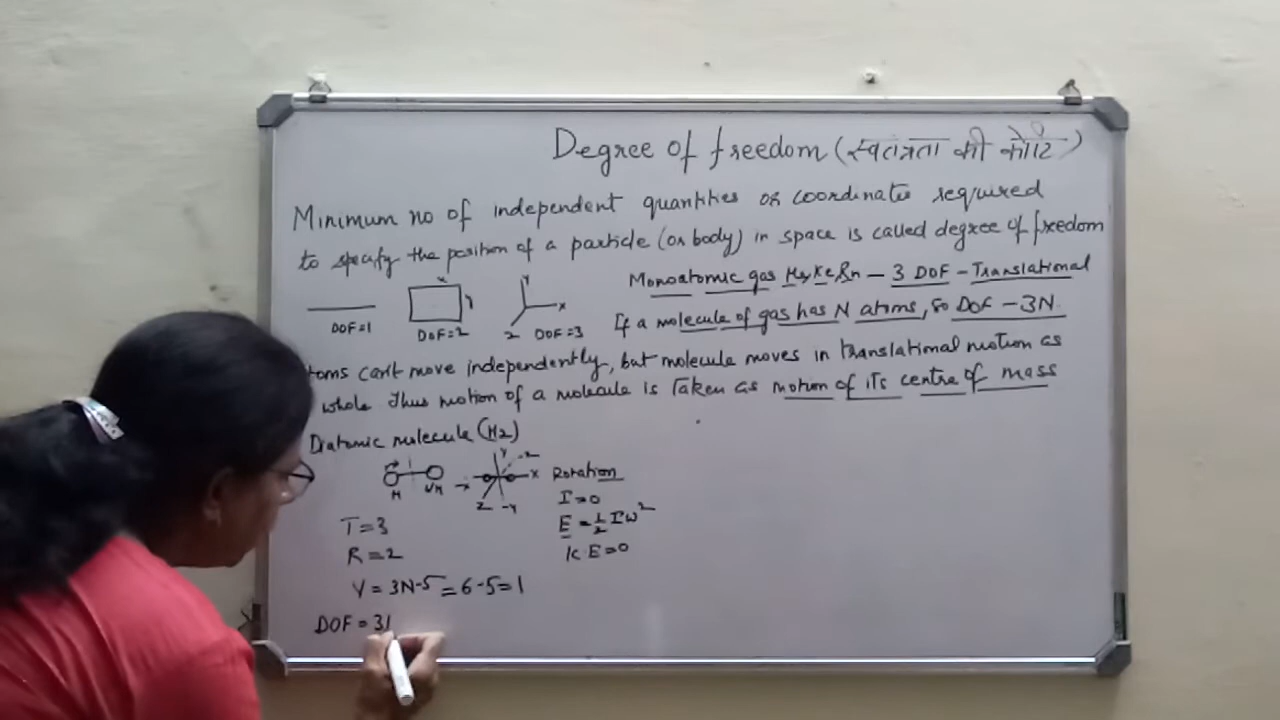 Degree of freedom (स्वतंत्रता की कोटि)
Minimum no of independent quantities or coordinates required
to specify the position of a particle (or body) in space is called degree of freedom
x
y
DOF=1
DOF=2
Y
X
Z
DOF=3
Monoatomic gas Kr, Rn – 3 DOF – Translational
If a molecule of gas has N atoms, so DOF – 3N.
toms can't move independently, but molecule moves in translational motion as
whole thus motion of a molecule is Taken as motion of its centre of mass
Diatomic molecule (H2)
H
H
Y
-Z
X
-X
Z
-Y
Rotation
I=0
E = 1/2 Iω²
K.E=0
T=3
R=2
V = 3N-5 = 6-5=1
DOF = 3